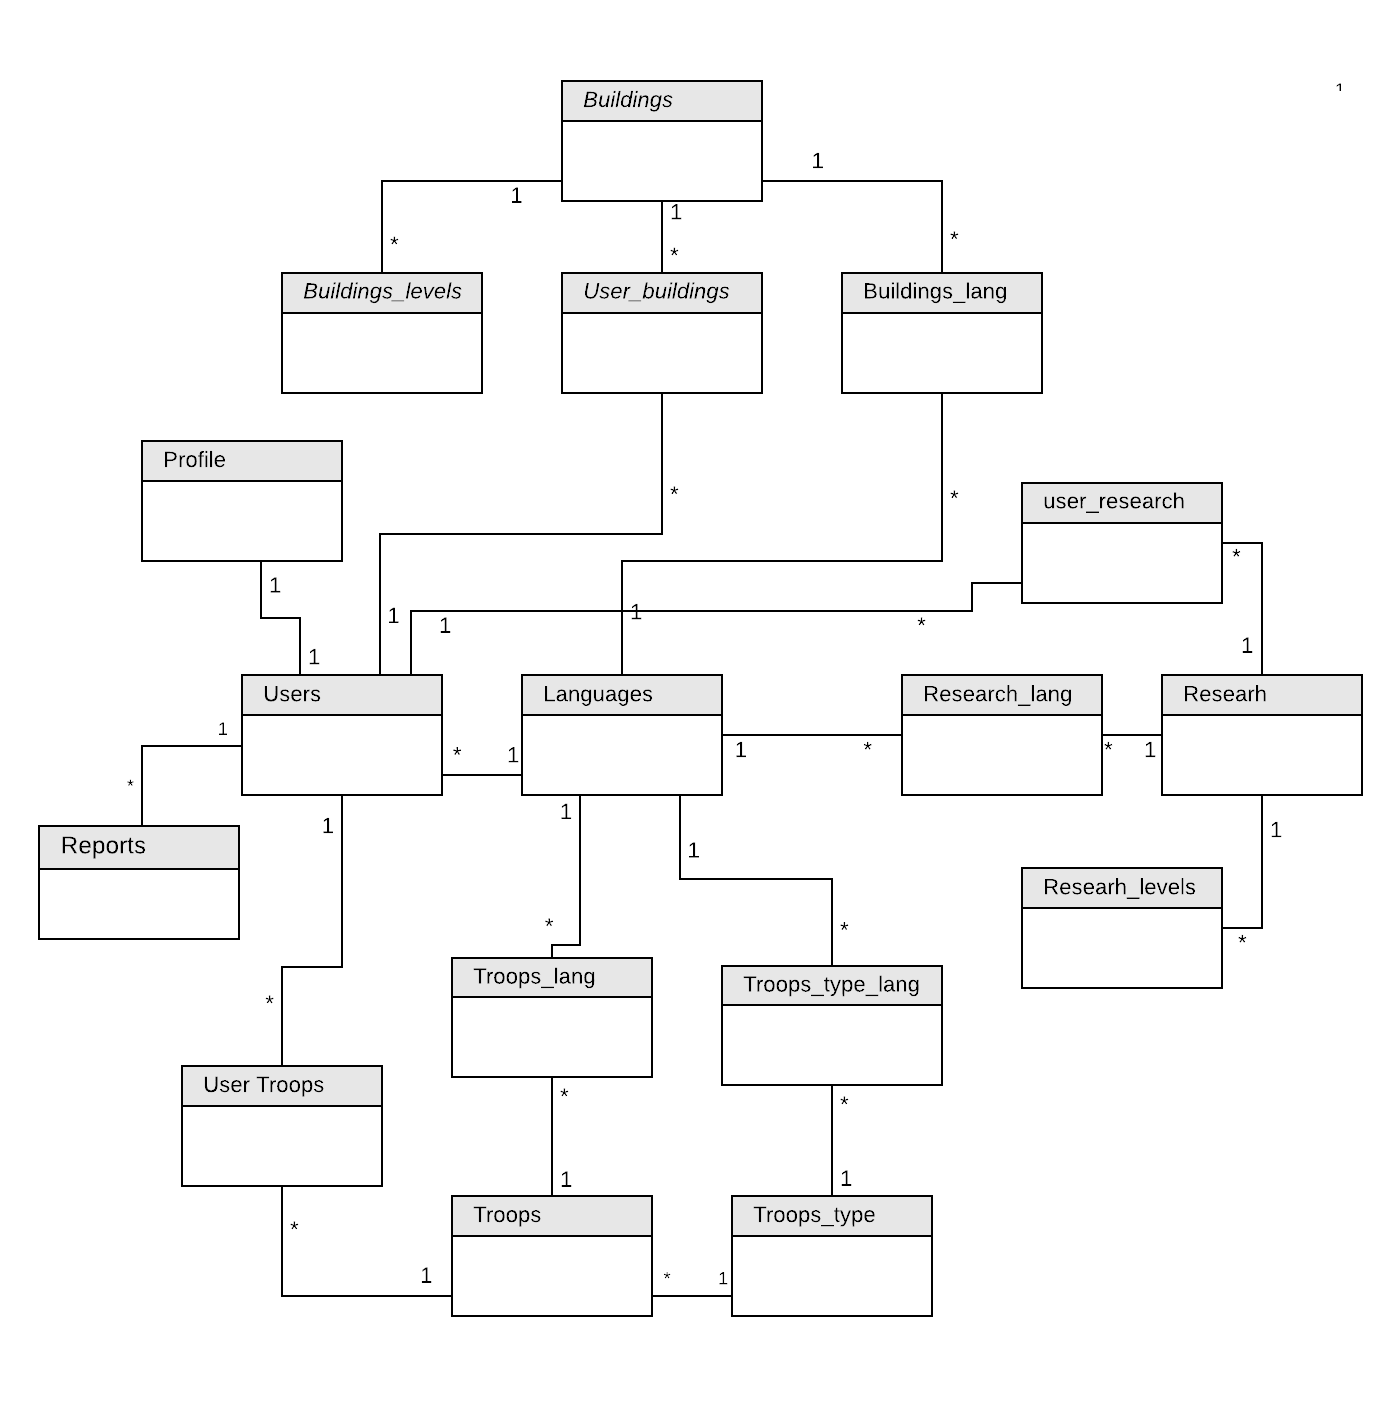 Buildings
1
1
1
1
*
*
*
Buildings_levels
User_buildings
Buildings_lang
Profile
*
*
user_research
*
1
1
1
1
*
1
1
Users
Languages
Research_lang
Researh
1
*
1
1
*
*
1
*
Reports
1
1
1
1
Researh_levels
*
*
*
*
Troops_lang
Troops_type_lang
User Troops
*
*
1
1
Troops
Troops_type
*
1
*
1